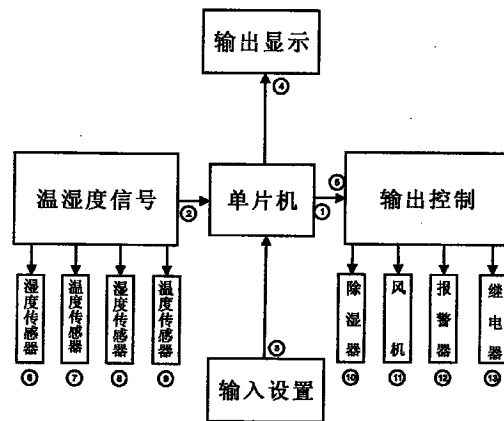 输出显示
④
温湿度信号
②
单片机
①
⑤
输出控制
湿度传感器
温度传感器
湿度传感器
温度传感器
除湿器
风机
报警器
继电器
⑥
⑦
⑧
⑨
③
⑩
⑪
⑫
⑬
输入设置